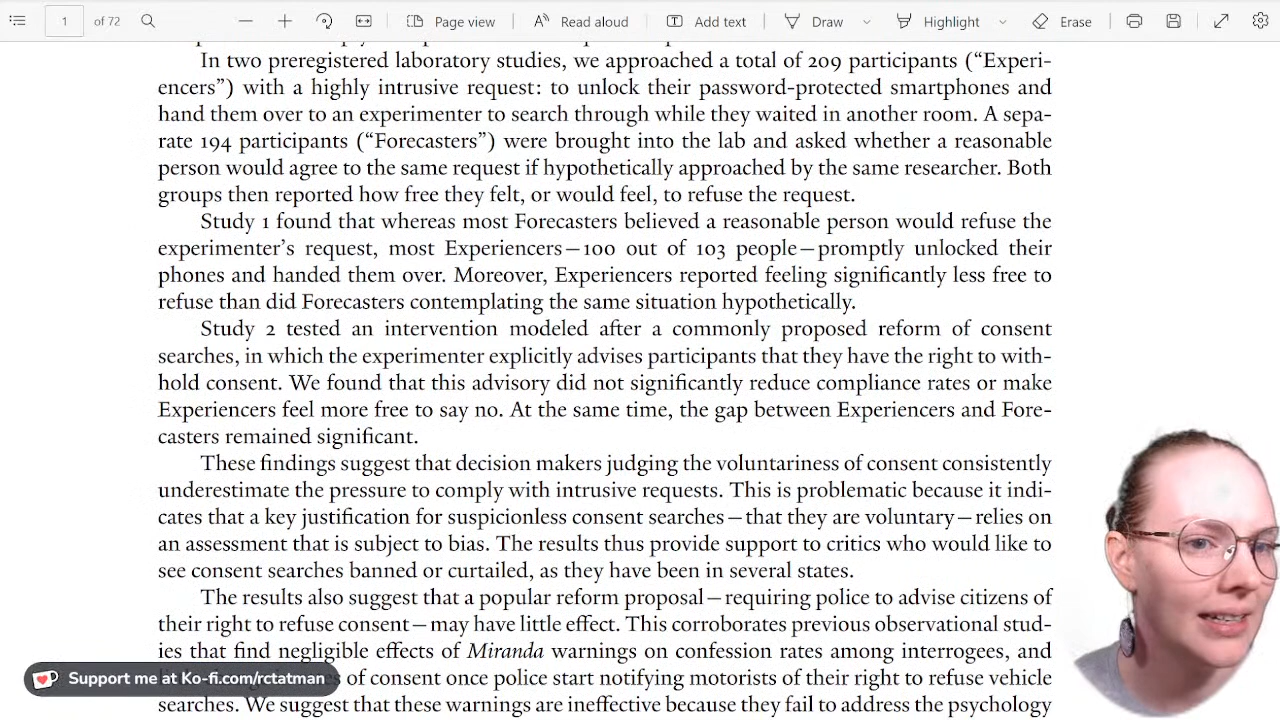 1 of 72 Page view Read aloud Add text Draw Highlight Erase
In two preregistered laboratory studies, we approached a total of 209 participants (“Experi-
encers”) with a highly intrusive request: to unlock their password-protected smartphones and
hand them over to an experimenter to search through while they waited in another room. A sepa-
rate 194 participants (“Forecasters”) were brought into the lab and asked whether a reasonable
person would agree to the same request if hypothetically approached by the same researcher. Both
groups then reported how free they felt, or would feel, to refuse the request.
Study 1 found that whereas most Forecasters believed a reasonable person would refuse the
experimenter’s request, most Experiencers—100 out of 103 people—promptly unlocked their
phones and handed them over. Moreover, Experiencers reported feeling significantly less free to
refuse than did Forecasters contemplating the same situation hypothetically.
Study 2 tested an intervention modeled after a commonly proposed reform of consent
searches, in which the experimenter explicitly advises participants that they have the right to with-
hold consent. We found that this advisory did not significantly reduce compliance rates or make
Experiencers feel more free to say no. At the same time, the gap between Experiencers and Fore-
casters remained significant.
These findings suggest that decision makers judging the voluntariness of consent consistently
underestimate the pressure to comply with intrusive requests. This is problematic because it indi-
cates that a key justification for suspicionless consent searches—that they are voluntary—relies on
an assessment that is subject to bias. The results thus provide support to critics who would like to
see consent searches banned or curtailed, as they have been in several states.
The results also suggest that a popular reform proposal—requiring police to advise citizens of
their right to refuse consent—may have little effect. This corroborates previous observational stud-
ies that find negligible effects of Miranda warnings on confession rates among interrogees, and
of consent once police start notifying motorists of their right to refuse vehicle
Support me at Ko-fi.com/rctatman
searches. We suggest that these warnings are ineffective because they fail to address the psychology